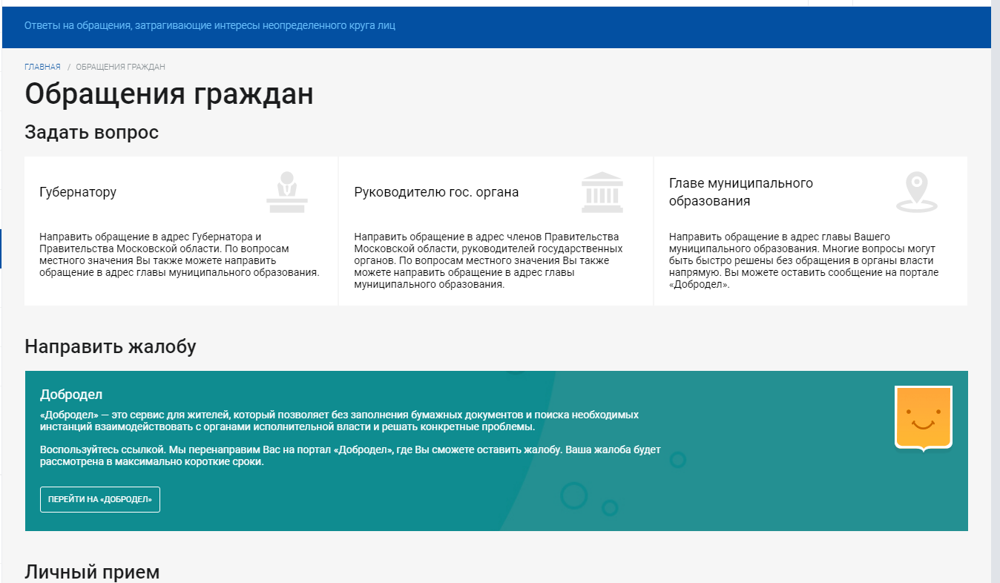 Ответы на обращения, затрагивающие интересы неопределенного круга лиц
ГЛАВНАЯ / ОБРАЩЕНИЯ ГРАЖДАН
Обращения граждан
Задать вопрос
Губернатору
Направить обращение в адрес Губернатора и
Правительства Московской области. По вопросам
местного значения Вы также можете направить
обращение в адрес главы муниципального образования.
Руководителю гос. органа
Направить обращение в адрес членов Правительства
Московской области, руководителей государственных
органов. По вопросам местного значения Вы также
можете направить обращение в адрес главы
муниципального образования.
Главе муниципального
образования
Направить обращение в адрес главы Вашего
муниципального образования. Многие вопросы могут
быть быстро решены без обращения в органы власти
напрямую. Вы можете оставить сообщение на портале
«Добродел».
Направить жалобу
Добродел
«Добродел» — это сервис для жителей, который позволяет без заполнения бумажных документов и поиска необходимых
инстанций взаимодействовать с органами исполнительной власти и решать конкретные проблемы.
Воспользуйтесь ссылкой. Мы перенаправим Вас на портал «Добродел», где Вы сможете оставить жалобу. Ваша жалоба будет
рассмотрена в максимально короткие сроки.
ПЕРЕЙТИ НА «ДОБРОДЕЛ»
Личный прием